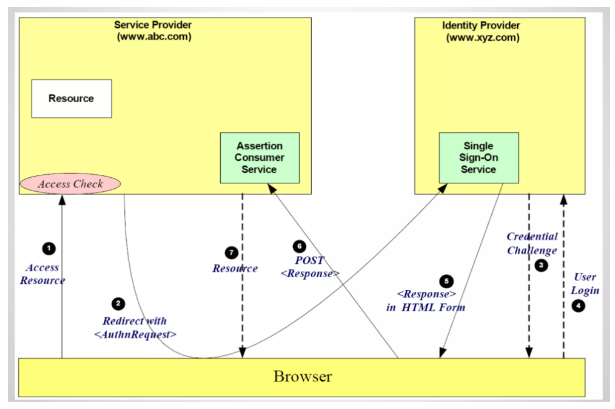 Service Provider
(www.abc.com)
Identity Provider
(www.xyz.com)
Resource
Assertion
Consumer
Service
Single
Sign-On
Service
Access Check
1
Access
Resource
2
Redirect with
<AuthnRequest>
7
Resource
6
POST
<Response>
5
<Response>
in HTML Form
Credential
Challenge
3
User
Login
4
Browser